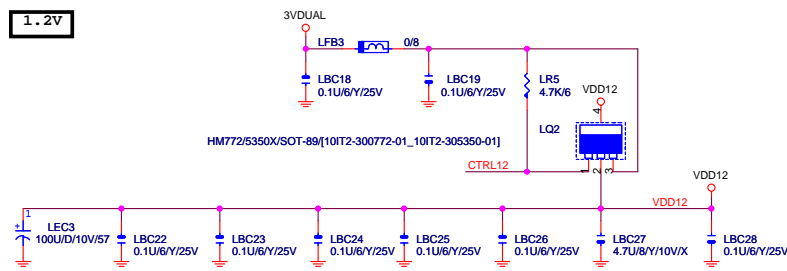 1.2V
3VDUAL
LFB3
0/8
LBC18
0.1U/6/Y/25V
LBC19
0.1U/6/Y/25V
LR5
4.7K/6
VDD12
4
LQ2
HM772/5350X/SOT-89/[10IT2-300772-01_10IT2-305350-01]
CTRL12
1
2
3
VDD12
VDD12
1
LEC3
100U/D/10V/57
LBC22
0.1U/6/Y/25V
LBC23
0.1U/6/Y/25V
LBC24
0.1U/6/Y/25V
LBC25
0.1U/6/Y/25V
LBC26
0.1U/6/Y/25V
LBC27
4.7U/8/Y/10V/X
LBC28
0.1U/6/Y/25V